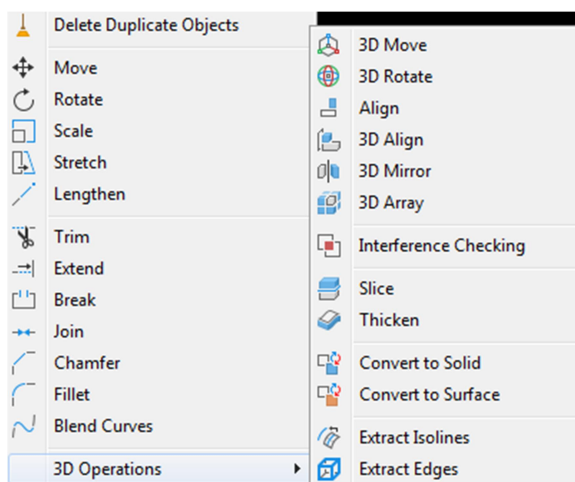 Delete Duplicate Objects
Move
Rotate
Scale
Stretch
Lengthen
Trim
Extend
Break
Join
Chamfer
Fillet
Blend Curves
3D Operations
3D Move
3D Rotate
Align
3D Align
3D Mirror
3D Array
Interference Checking
Slice
Thicken
Convert to Solid
Convert to Surface
Extract Isolines
Extract Edges